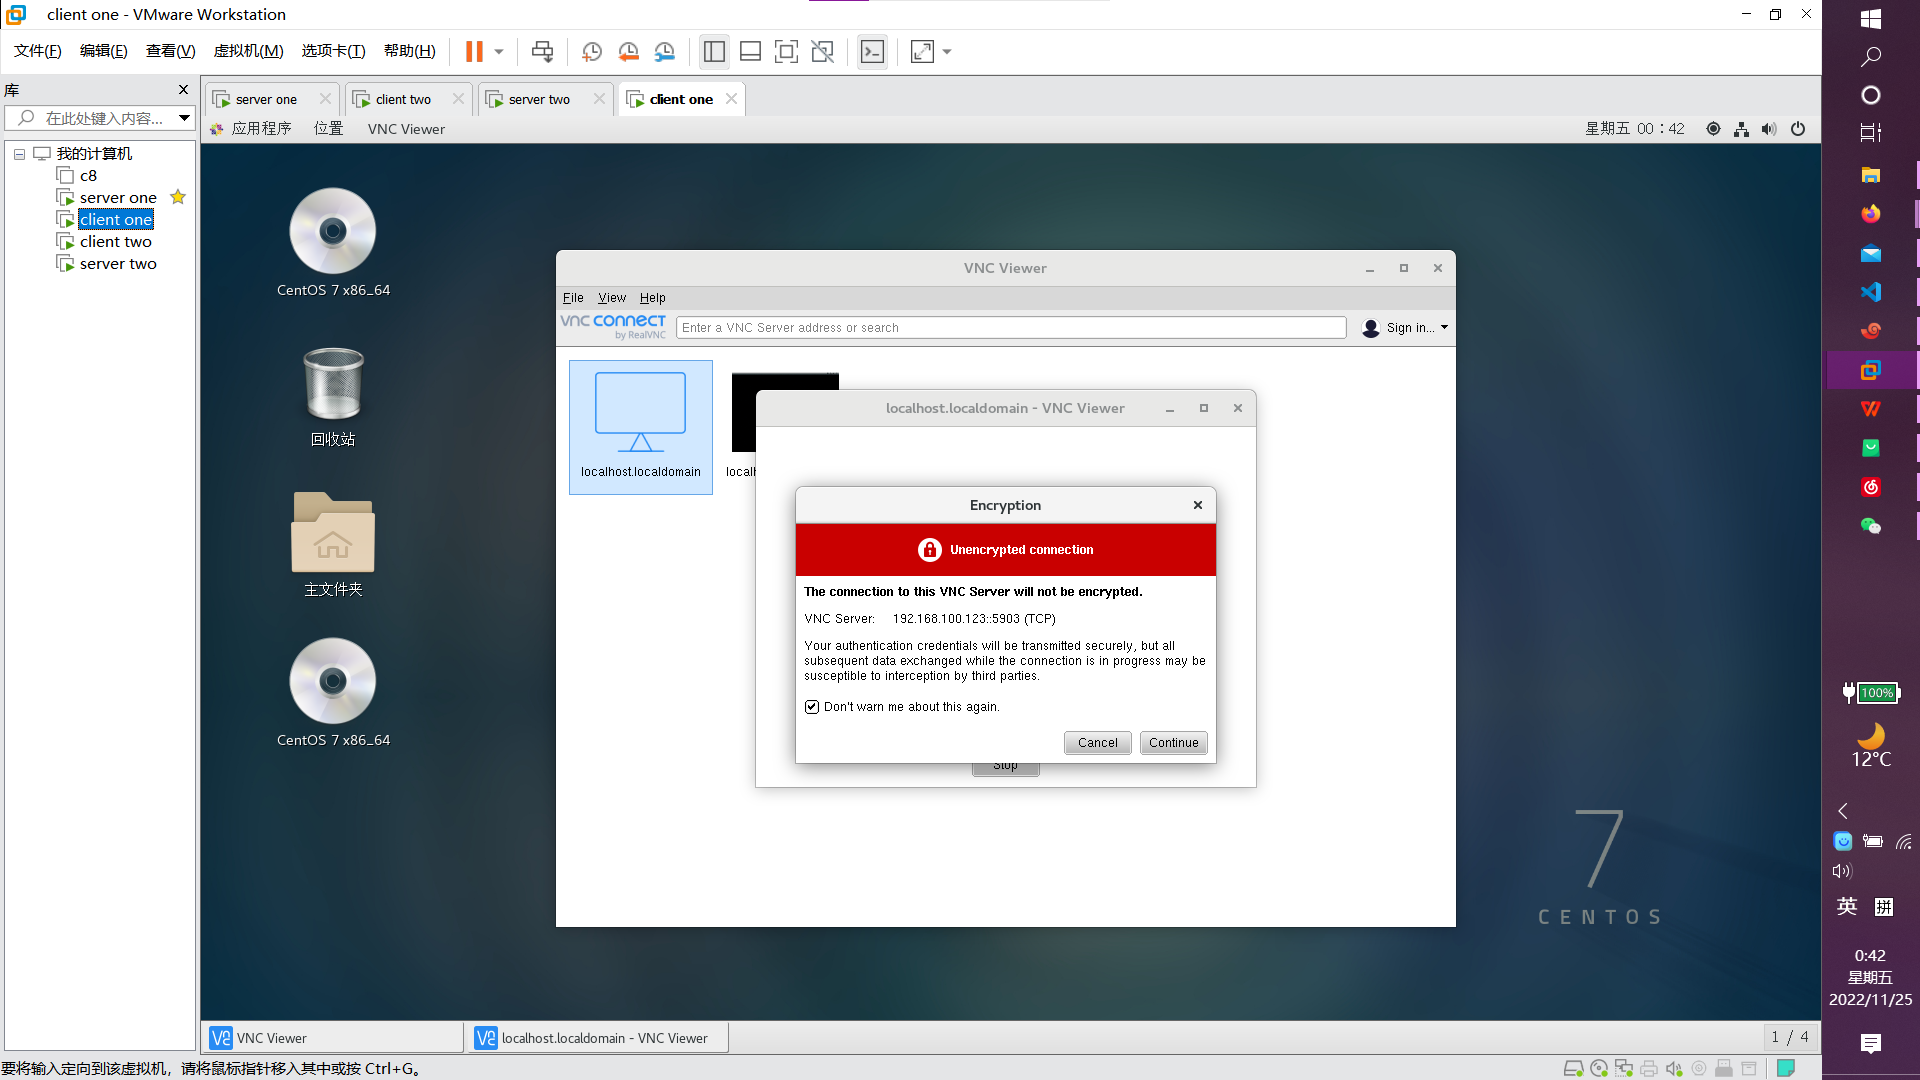 client one - VMware Workstation
文件(F) 编辑(E) 查看(V) 虚拟机(M) 选项卡(T) 帮助(H)
库
在此处键入内容...
我的计算机
c8
server one
client one
client two
server two
server one
client two
server two
client one
应用程序 位置 VNC Viewer
星期五 00：42
CentOS 7 x86_64
回收站
主文件夹
CentOS 7 x86_64
VNC Viewer
File View Help
VNC CONNECT
by RealVNC
Enter a VNC Server address or search
Sign in...
localhost.localdomain
localh
localhost.localdomain - VNC Viewer
Encryption
Unencrypted connection
The connection to this VNC Server will not be encrypted.
VNC Server: 192.168.100.123::5903 (TCP)
Your authentication credentials will be transmitted securely, but all
subsequent data exchanged while the connection is in progress may be
susceptible to interception by third parties.
Don't warn me about this again.
Cancel Continue
Stop
7
CENTOS
VNC Viewer
localhost.localdomain - VNC Viewer
1 / 4
要将输入定向到该虚拟机，请将鼠标指针移入其中或按 Ctrl+G。
100%
12°C
英 拼
0:42
星期五
2022/11/25